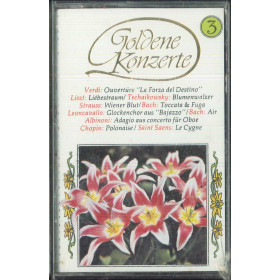 Goldene
Konzerte
3
Verdi: Ouvertüre "La Forza del Destino"
Liszt: Liebestraum/Tschaikowsky: Blumenwalzer
Strauss: Wiener Blut/Bach: Toccata & Fuga
Leoncavallo: Glockenchor aus "Bajazzo"/Bach: Air
Albinoni: Adagio aus concerto für Oboe
Chopin: Polonaise/Saint Saens: Le Cygne